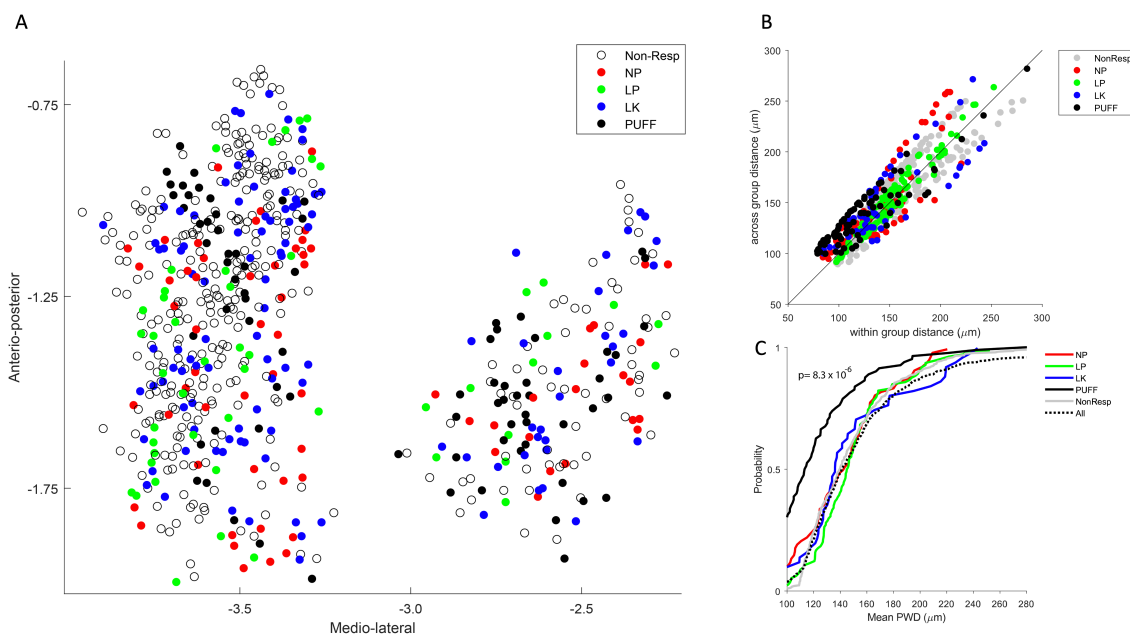 A
Non-Resp
NP
LP
LK
PUFF
-0.75
-1.25
-1.75
Anterio-posterior
-3.5
-3.0
-2.5
Medio-lateral
B
NonResp
NP
LP
LK
PUFF
300
250
200
150
100
50
across group distance (μm)
50
100
150
200
250
300
within group distance (μm)
C
p= 8.3 x 10-6
NP
LP
LK
PUFF
NonResp
All
1
0.5
0
Probability
100
120
140
160
180
200
220
240
260
280
Mean PWD (μm)